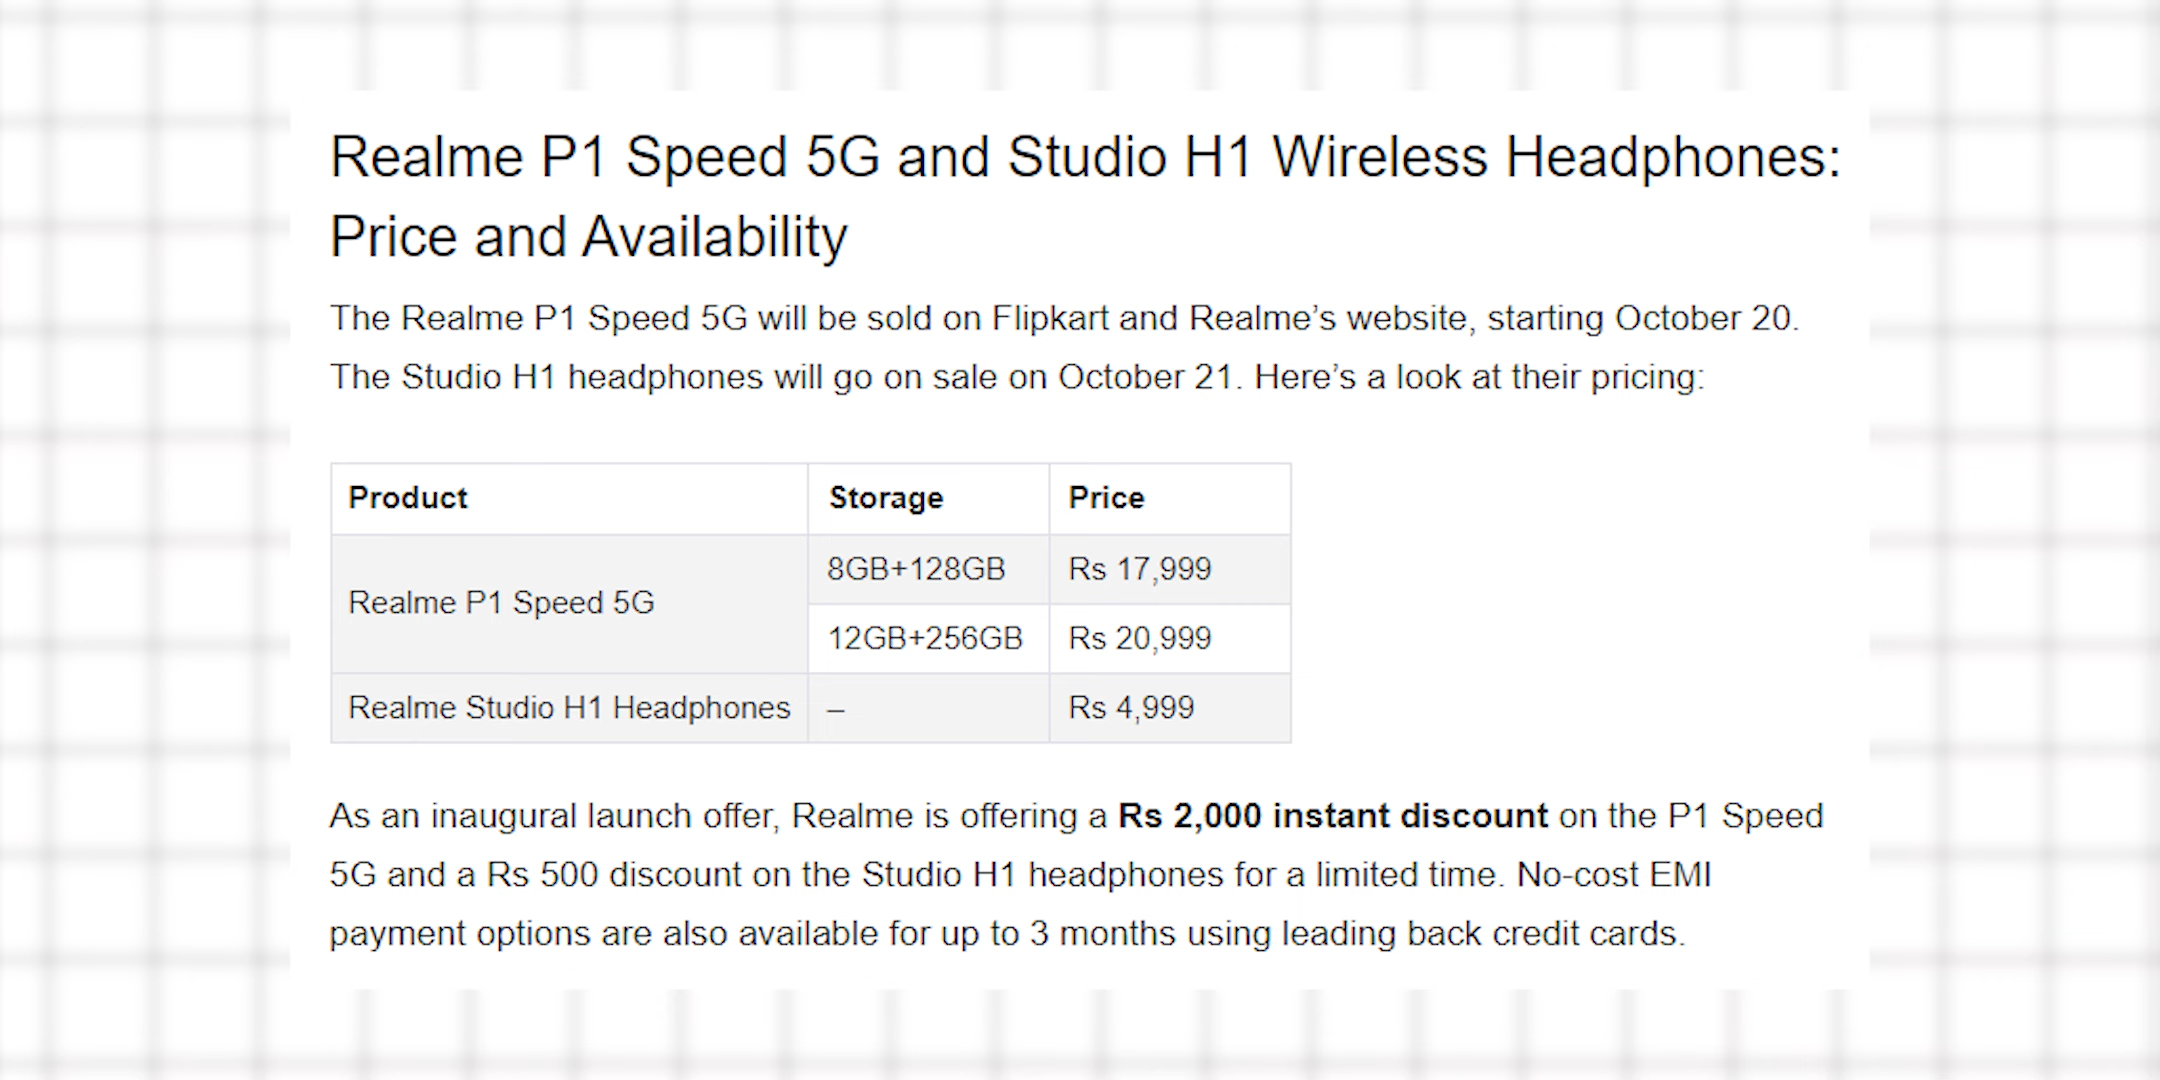 Realme P1 Speed 5G and Studio H1 Wireless Headphones:
Price and Availability
The Realme P1 Speed 5G will be sold on Flipkart and Realme’s website, starting October 20.
The Studio H1 headphones will go on sale on October 21. Here’s a look at their pricing:
Product Storage Price
Realme P1 Speed 5G
8GB+128GB Rs 17,999
12GB+256GB Rs 20,999
Realme Studio H1 Headphones – Rs 4,999
As an inaugural launch offer, Realme is offering a Rs 2,000 instant discount on the P1 Speed
5G and a Rs 500 discount on the Studio H1 headphones for a limited time. No-cost EMI
payment options are also available for up to 3 months using leading back credit cards.